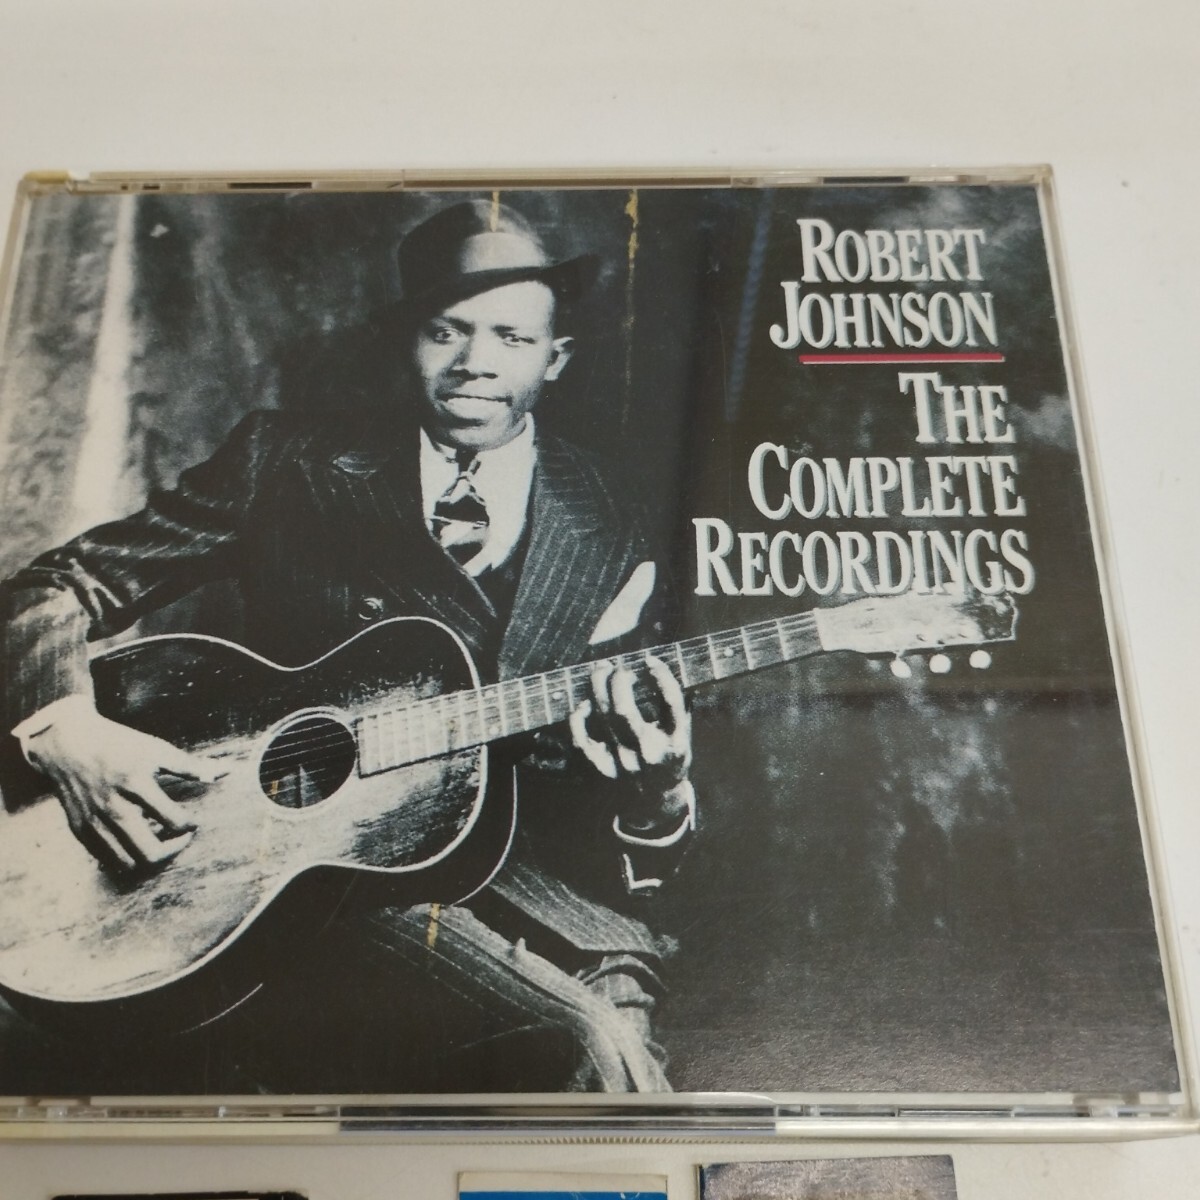 ROBERT
JOHNSON
THE
COMPLETE
RECORDINGS